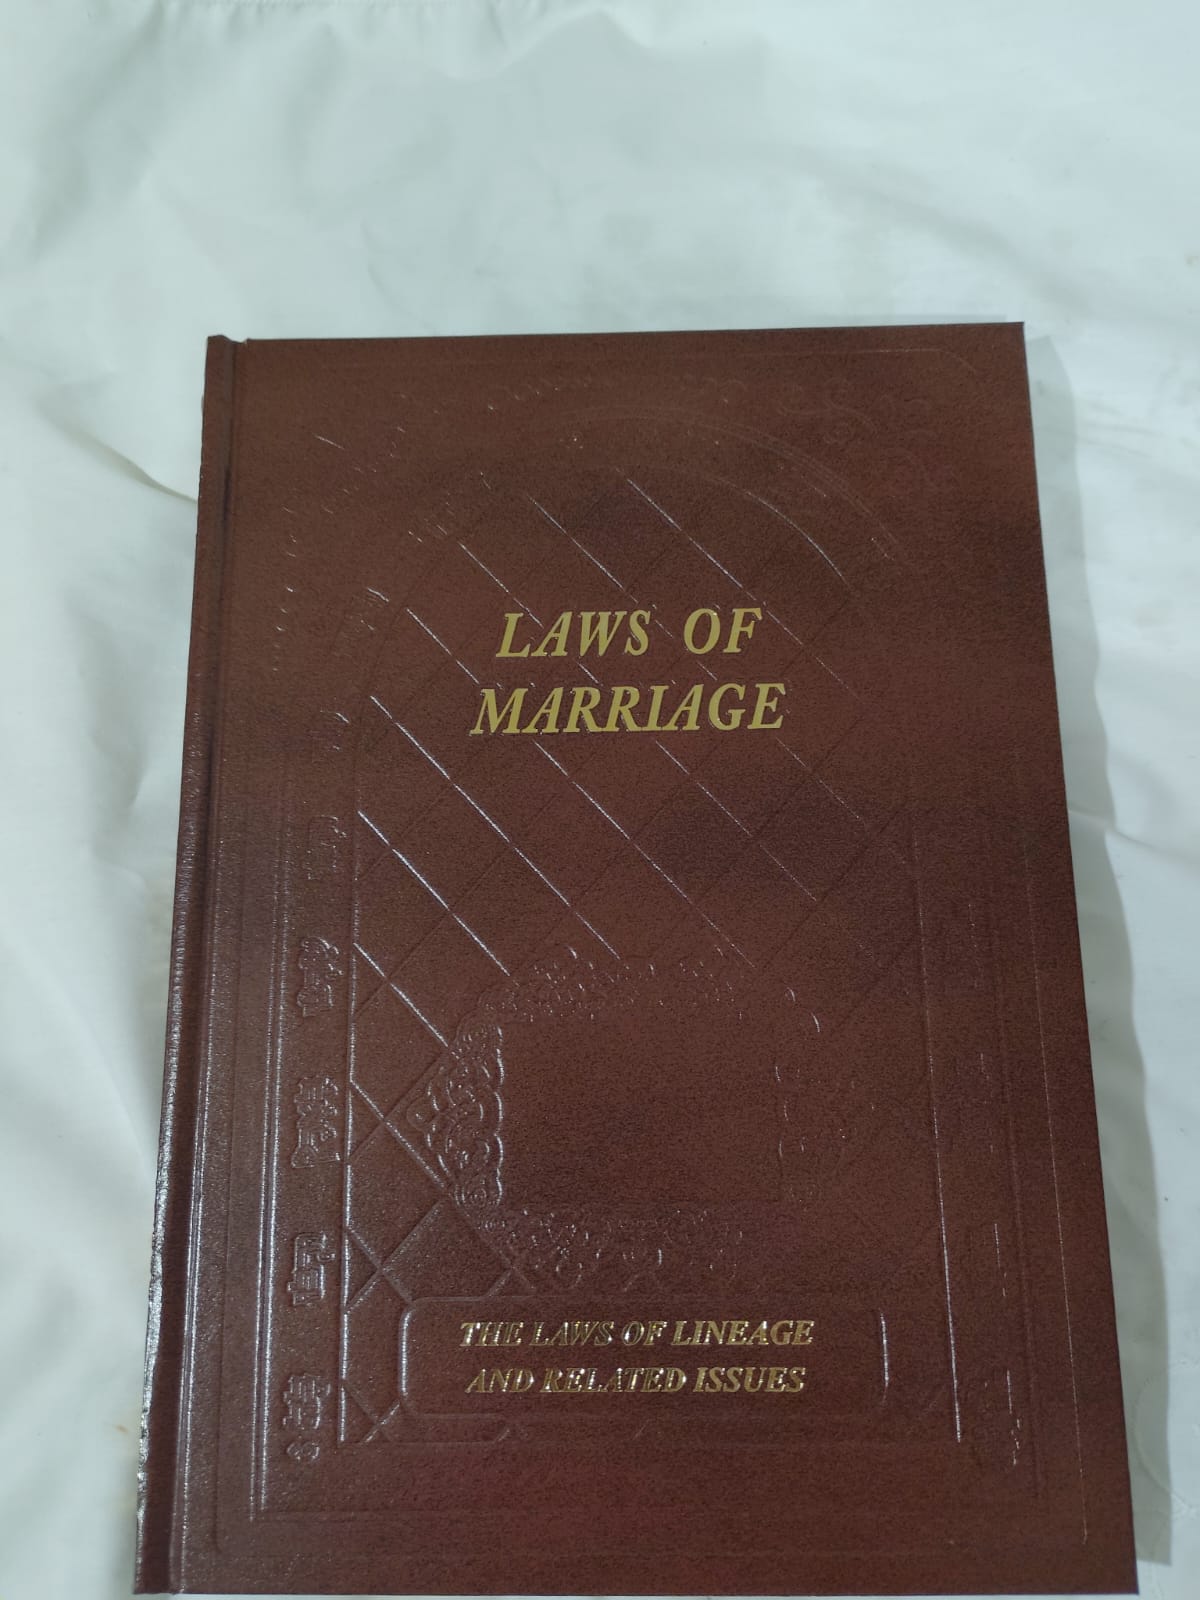 LAWS OF
MARRIAGE
THE LAWS OF LINEAGE
AND RELATED ISSUES